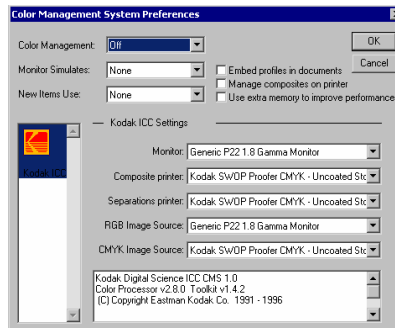 Color Management System Preferences
Color Management: Off
OK
Monitor Simulates: None
Embed profiles in documents
Cancel
Manage composites on printer
New Items Use: None
Use extra memory to improve performance
Kodak ICC Settings
Kodak ICC
Monitor: Generic P22 1.8 Gamma Monitor
Composite printer: Kodak SWOP Proofer CMYK - Uncoated Stc
Separations printer: Kodak SWOP Proofer CMYK - Uncoated Stc
RGB Image Source: Generic P22 1.8 Gamma Monitor
CMYK Image Source: Kodak SWOP Proofer CMYK - Uncoated Stc
Kodak Digital Science ICC CMS 1.0
Color Processor v2.8.0 Toolkit v1.4.2
(C) Copyright Eastman Kodak Co. 1991 - 1996